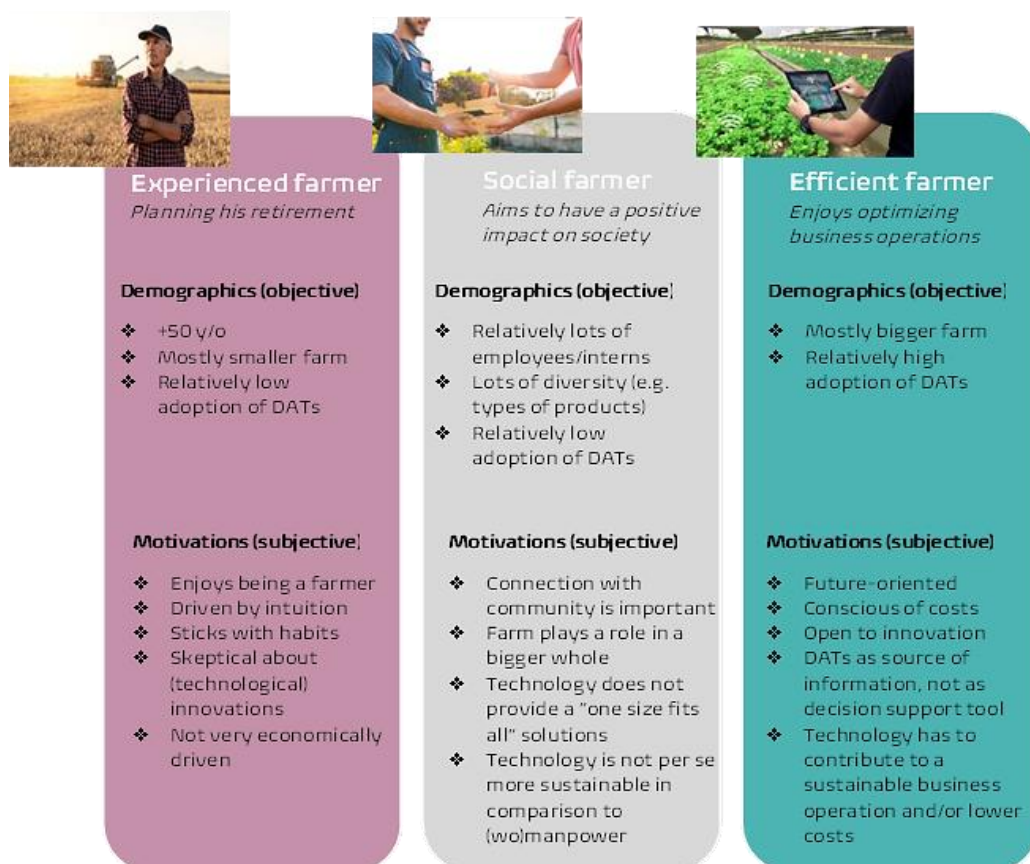 Experienced farmer
Planning his retirement
Demographics (objective)
❖ +50 y/o
❖ Mostly smaller farm
❖ Relatively low
adoption of DATs
Motivations (subjective)
❖ Enjoys being a farmer
❖ Driven by intuition
❖ Sticks with habits
❖ Skeptical about
(technological)
innovations
❖ Not very economically
driven
Social farmer
Aims to have a positive
impact on society
Demographics (objective)
❖ Relatively lots of
employees/interns
❖ Lots of diversity (e.g.
types of products)
❖ Relatively low
adoption of DATs
Motivations (subjective)
❖ Connection with
community is important
❖ Farm plays a role in a
bigger whole
❖ Technology does not
provide a "one size fits
all" solutions
❖ Technology is not per se
more sustainable in
comparison to
(wo)manpower
Efficient farmer
Enjoys optimizing
business operations
Demographics (objective)
❖ Mostly bigger farm
❖ Relatively high
adoption of DATs
Motivations (subjective)
❖ Future-oriented
❖ Conscious of costs
❖ Open to innovation
❖ DATs as source of
information, not as
decision support tool
❖ Technology has to
contribute to a
sustainable business
operation and/or lower
costs